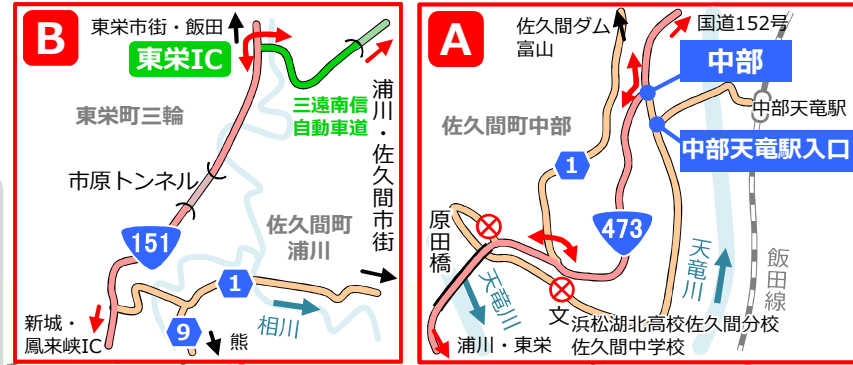 B
東栄市街・飯田
東栄IC
三遠南信
自動車道
浦川・佐久間市街
東栄町三輪
市原トンネル
佐久間町
浦川
151
1
相川
9
熊
新城・
鳳来峡IC
A
佐久間ダム
富山
国道152号
中部
中部天竜駅
佐久間町中部
中部天竜駅入口
1
473
原田橋
天竜川
天竜川
飯田線
文
浜松湖北高校佐久間分校
佐久間中学校
浦川・東栄